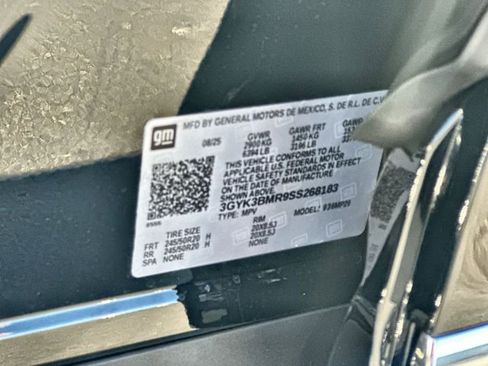 gm
MFD BY GENERAL MOTORS DE MEXICO, S. DE R.L. DE C.V.
08/25 GVWR GAWR FRT GAWR
2900 KG 1450 KG
6394 LB 3196 LB
THIS VEHICLE CONFORMS TO ALL
APPLICABLE U.S. FEDERAL MOTOR
VEHICLE SAFETY STANDARDS IN EFFECT
ON THE DATE OF MANUFACTURE
SHOWN ABOVE.
3GYK3BMR9SS268183
TYPE: MPV MODEL:
TIRE SIZE RIM
FRT 245/50R20 H 20X8.5J
RR 245/50R20 H 20X8.5J
SPA NONE NONE